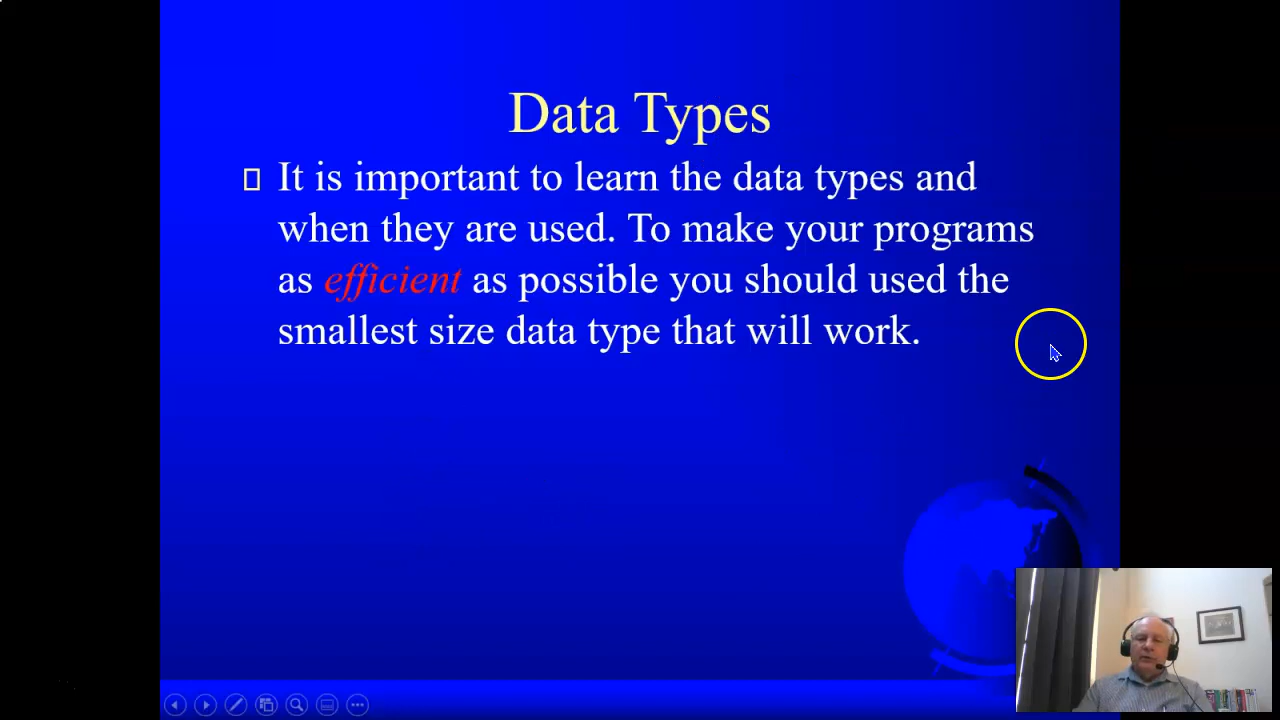 Data Types
It is important to learn the data types and
when they are used. To make your programs
as efficient as possible you should used the
smallest size data type that will work.